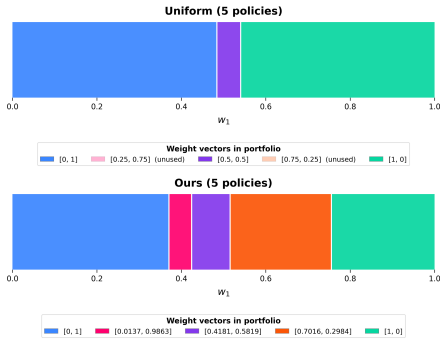 Uniform (5 policies)
0.0 0.2 0.4 0.6 0.8 1.0
w1
Weight vectors in portfolio
[0, 1] [0.25, 0.75] (unused) [0.5, 0.5] [0.75, 0.25] (unused) [1, 0]
Ours (5 policies)
0.0 0.2 0.4 0.6 0.8 1.0
w1
Weight vectors in portfolio
[0, 1] [0.0137, 0.9863] [0.4181, 0.5819] [0.7016, 0.2984] [1, 0]